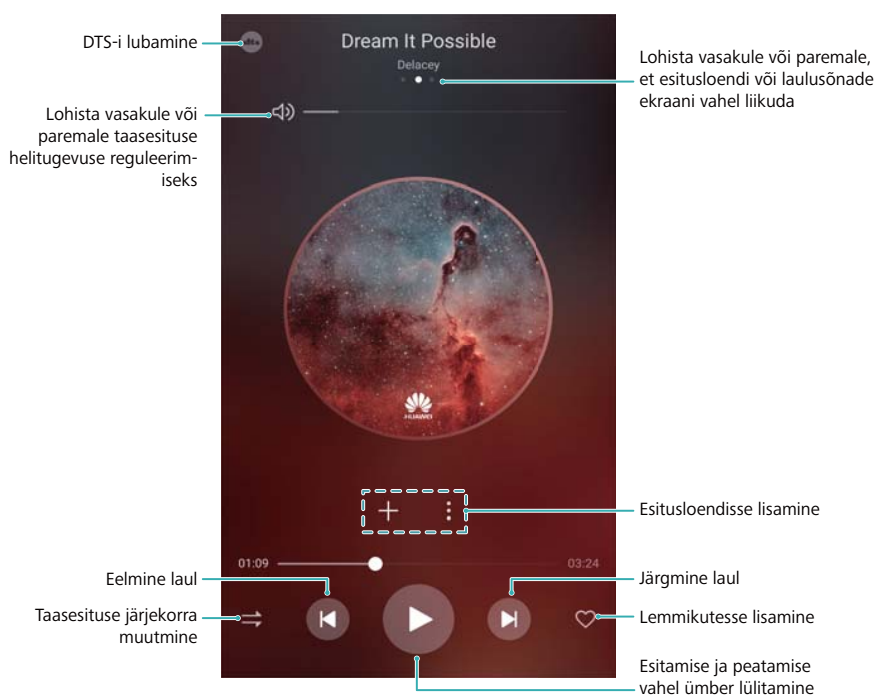 DTS-i lubamine
Dream It Possible
Delacey
Lohista vasakule või paremale,
et esitusloendi või laulusõnade
ekraani vahel liikuda
Lohista vasakule või
paremale taasesituse
helitugevuse reguleerim-
iseks
HUAWEI
Esitusloendisse lisamine
01:09
03:24
Eelmine laul
Järgmine laul
Taasesituse järjekorra
muutmine
Lemmikutesse lisamine
Esitamise ja peatamise
vahel ümber lülitamine